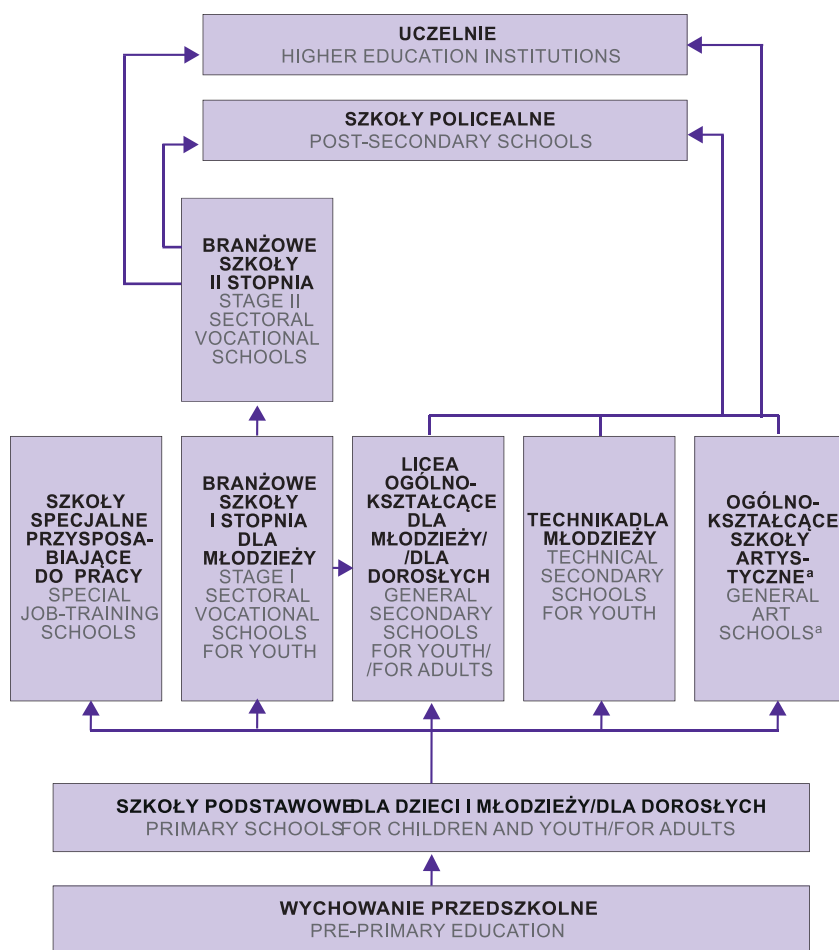 UCZELNIE
HIGHER EDUCATION INSTITUTIONS
SZKOŁY POLICEALNE
POST-SECONDARY SCHOOLS
BRANŻOWE
SZKOŁY
II STOPNIA
STAGE II
SECTORAL
VOCATIONAL
SCHOOLS
SZKOŁY
SPECJALNE
PRZYSPOSA-
BIAJĄCE
DO PRACY
SPECIAL
JOB-TRAINING
SCHOOLS
BRANŻOWE
SZKOŁY
I STOPNIA
DLA
MŁODZIEŻY
STAGE I
SECTORAL
VOCATIONAL
SCHOOLS
FOR YOUTH
LICEA
OGÓLNO-
KSZTAŁCĄCE
DLA
MŁODZIEŻY/
/DLA
DOROSŁYCH
GENERAL
SECONDARY
SCHOOLS
FOR YOUTH/
/FOR ADULTS
TECHNIKADLA
MŁODZIEŻY
TECHNICAL
SECONDARY
SCHOOLS
FOR YOUTH
OGÓLNO-
KSZTAŁCĄCE
SZKOŁY
ARTYS-
TYCZNEª
GENERAL
ART
SCHOOLSª
SZKOŁY PODSTAWOWEDLA DZIECI I MŁODZIEŻY/DLA DOROSŁYCH
PRIMARY SCHOOLSFOR CHILDREN AND YOUTH/FOR ADULTS
WYCHOWANIE PRZEDSZKOLNE
PRE-PRIMARY EDUCATION